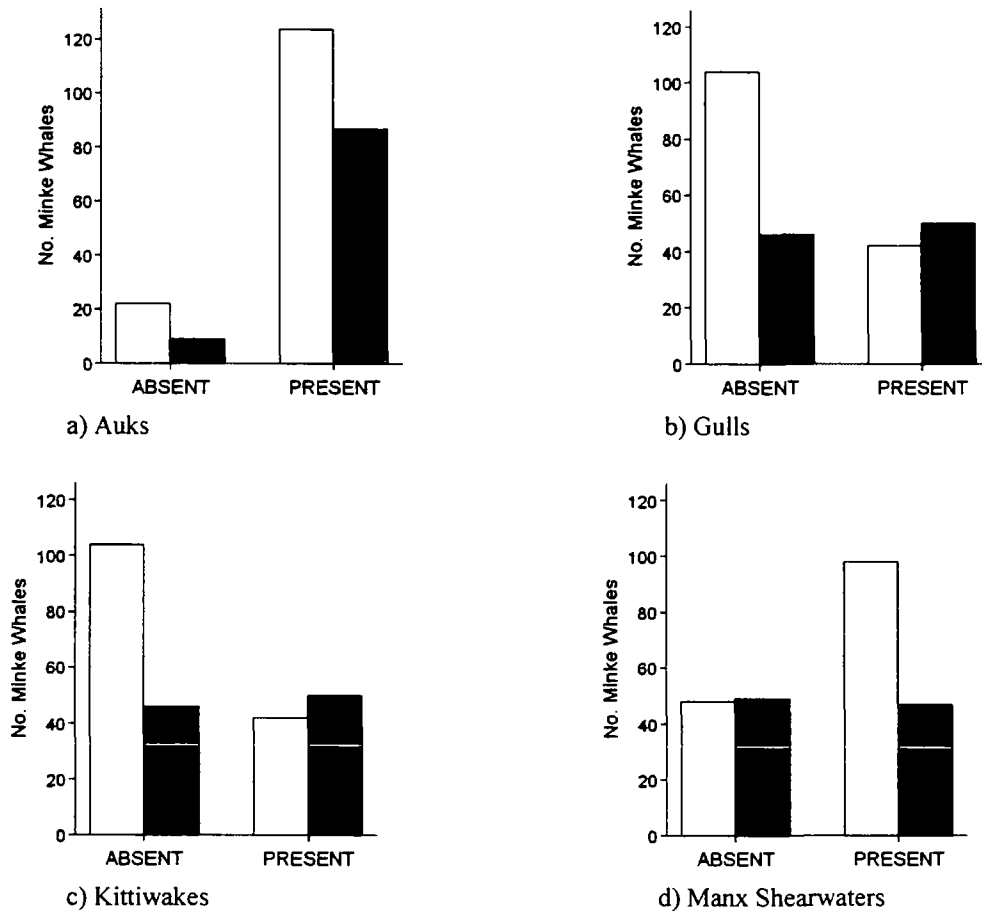 No. Minke Whales
120
100
80
60
40
20
0
ABSENT PRESENT
a) Auks
No. Minke Whales
120
100
80
60
40
20
0
ABSENT PRESENT
b) Gulls
No. Minke Whales
120
100
80
60
40
20
0
ABSENT PRESENT
c) Kittiwakes
No. Minke Whales
120
100
80
60
40
20
0
ABSENT PRESENT
d) Manx Shearwaters